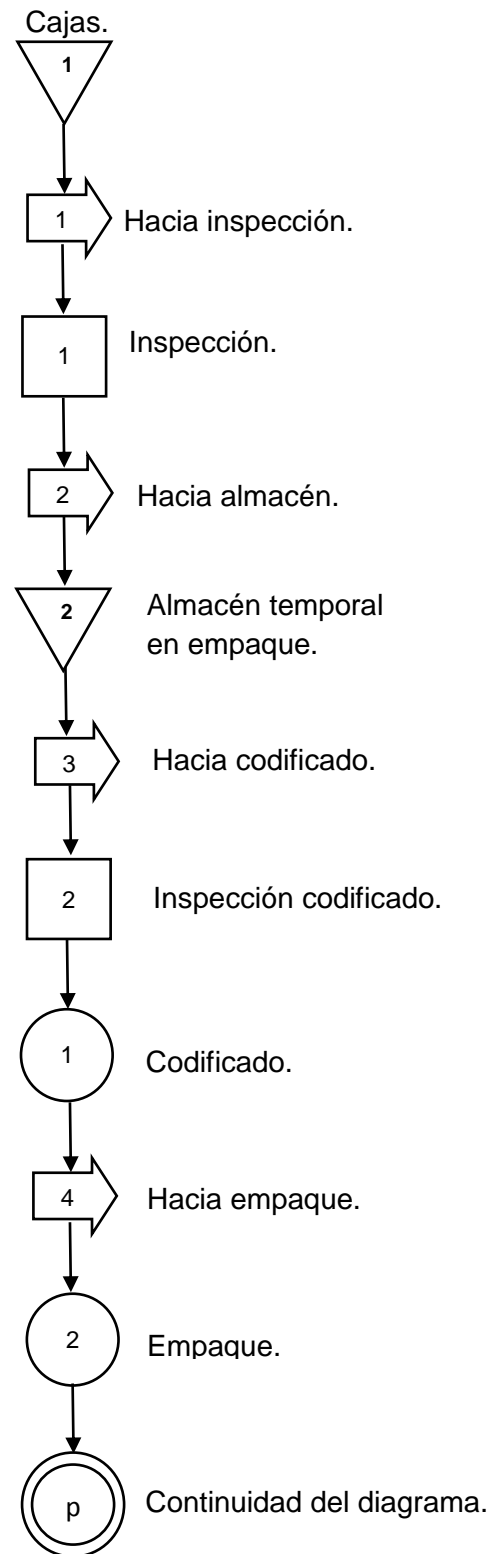 Cajas.
1
1 Hacia inspección.
1 Inspección.
2 Hacia almacén.
2 Almacén temporal
en empaque.
3 Hacia codificado.
2 Inspección codificado.
1 Codificado.
4 Hacia empaque.
2 Empaque.
p Continuidad del diagrama.